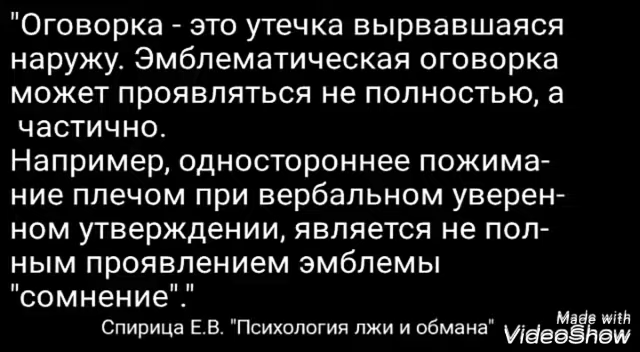 "Оговорка - это утечка вырвавшаяся
наружу. Эмблематическая оговорка
может проявляться не полностью, а
частично.
Например, одностороннее пожима-
ние плечом при вербальном уверен-
ном утверждении, является не пол-
ным проявлением эмблемы
"сомнение"."
Спирица Е.В. "Психология лжи и обмана"
Made with
VideoShow